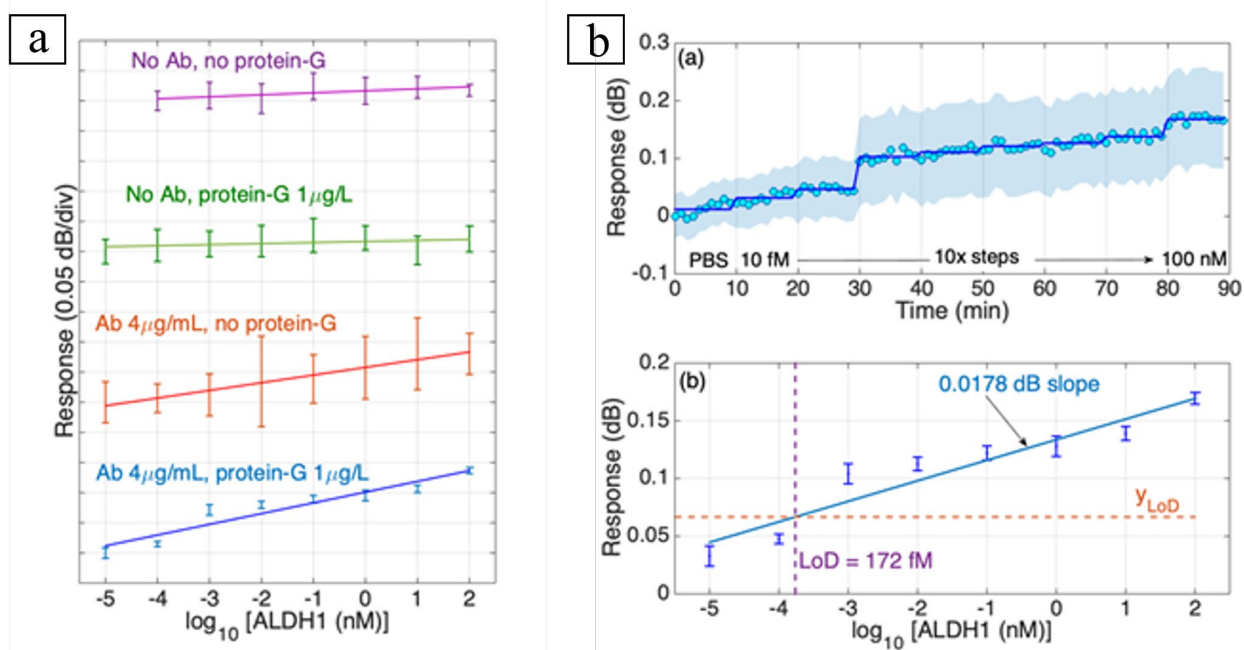 a
No Ab, no protein-G
No Ab, protein-G 1μg/L
Ab 4μg/mL, no protein-G
Ab 4μg/mL, protein-G 1μg/L
Response (0.05 dB/div)
-5 -4 -3 -2 -1 0 1 2
log10 [ALDH1 (nM)]
b
(a)
0.3
0.2
0.1
0
-0.1
Response (dB)
PBS 10 fM 10x steps 100 nM
0 10 20 30 40 50 60 70 80 90
Time (min)
(b)
0.2
0.15
0.1
0.05
0
Response (dB)
0.0178 dB slope
yLoD
LoD = 172 fM
-5 -4 -3 -2 -1 0 1 2
log10 [ALDH1 (nM)]